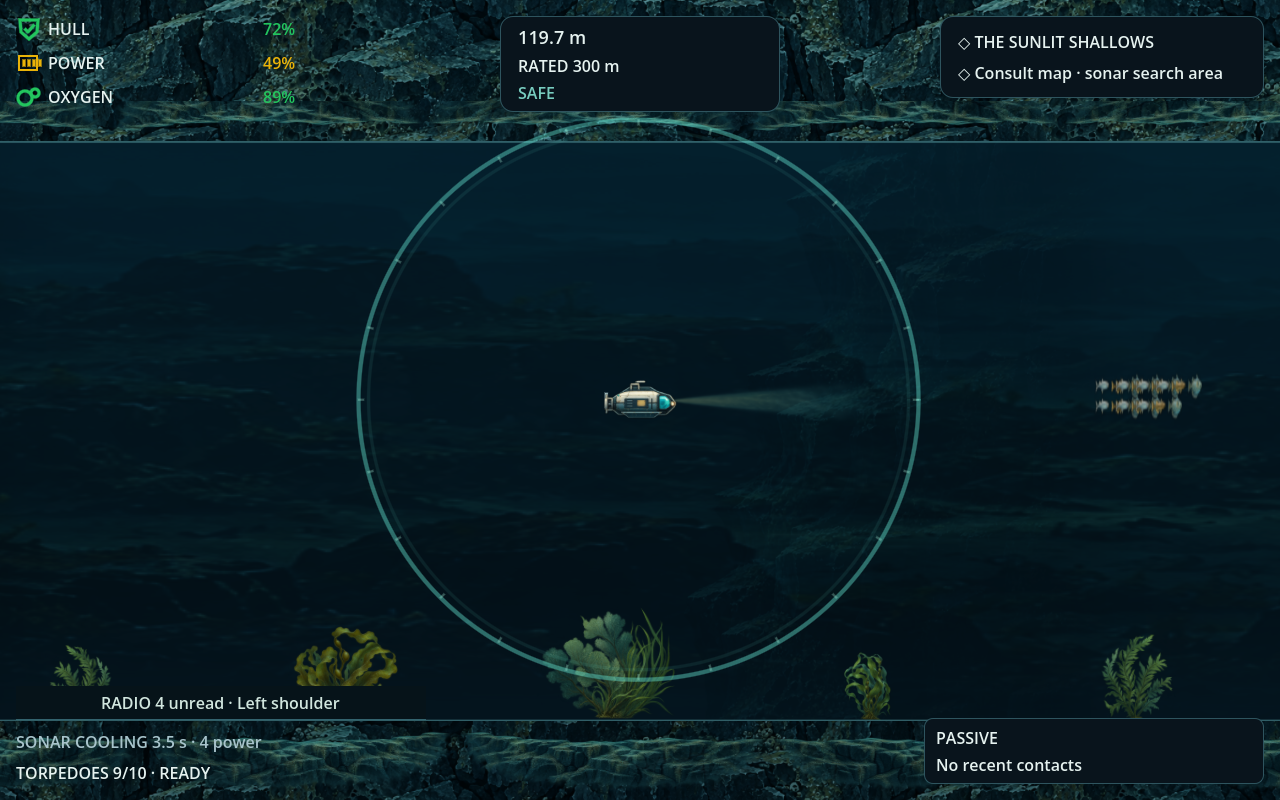 HULL 72%
POWER 49%
OXYGEN 89%
119.7 m
RATED 300 m
SAFE
◇ THE SUNLIT SHALLOWS
◇ Consult map · sonar search area
RADIO 4 unread · Left shoulder
SONAR COOLING 3.5 s · 4 power
TORPEDOES 9/10 · READY
PASSIVE
No recent contacts